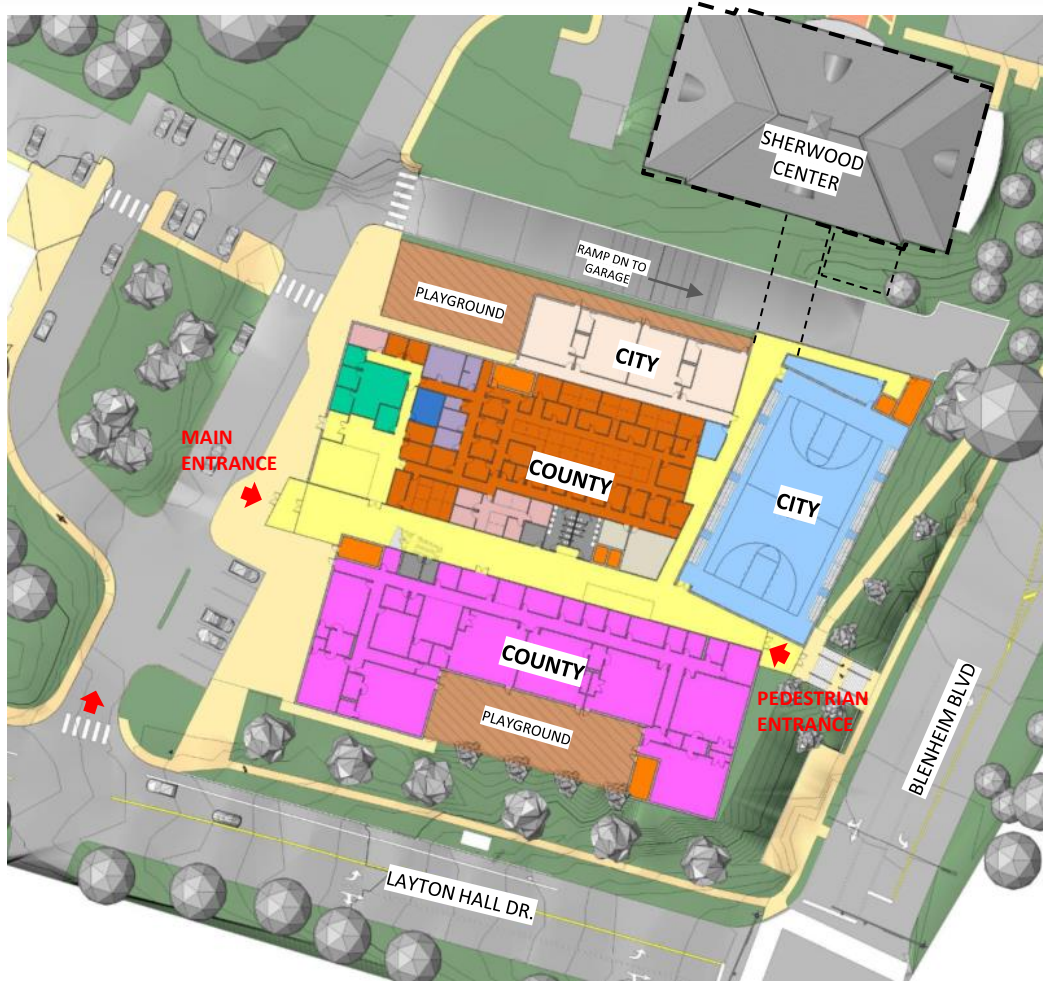 SHERWOOD
CENTER
RAMP DN TO
GARAGE
PLAYGROUND
CITY
MAIN
ENTRANCE
COUNTY
CITY
COUNTY
PLAYGROUND
PEDESTRIAN
ENTRANCE
BLENHEIM BLVD
LAYTON HALL DR.